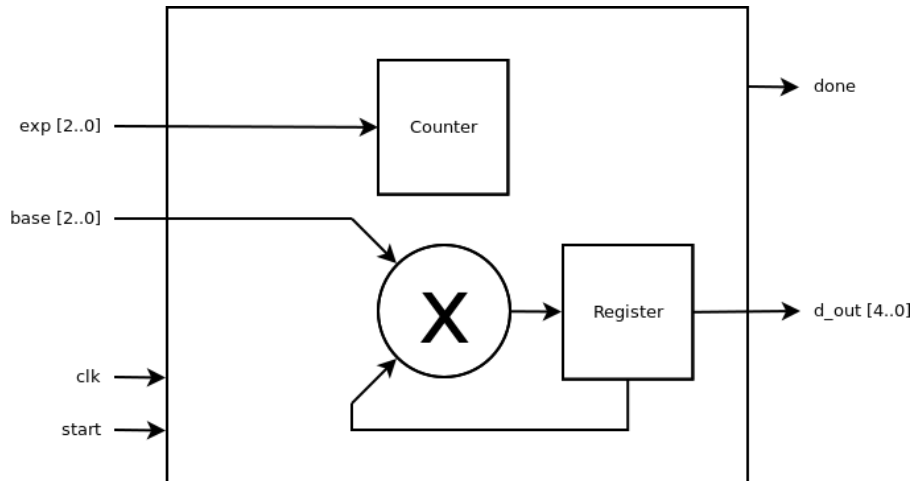 done
exp [2..0]
Counter
base [2..0]
X
Register
d_out [4..0]
clk
start